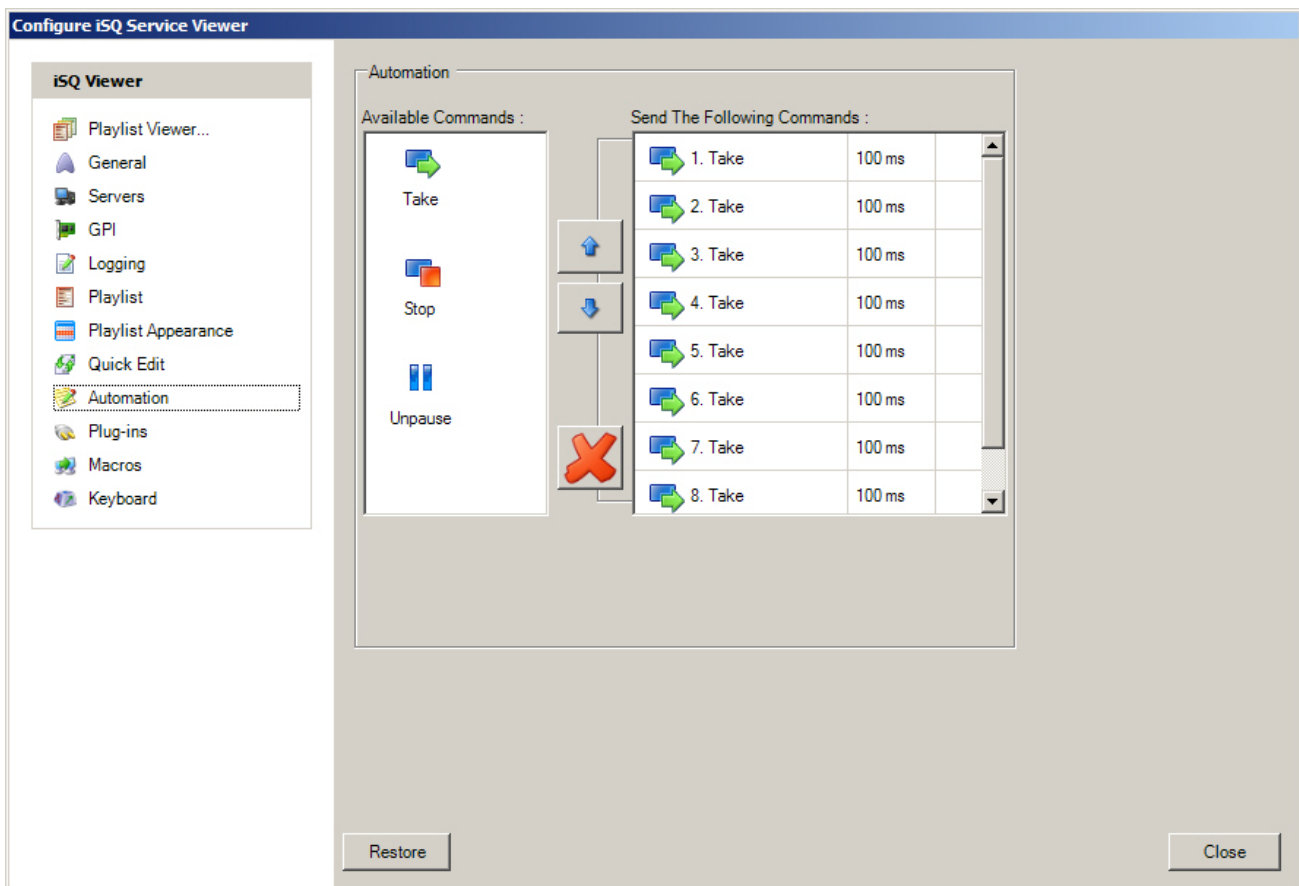 Configure iSQ Service Viewer
iSQ Viewer
Playlist Viewer...
General
Servers
GPI
Logging
Playlist
Playlist Appearance
Quick Edit
Automation
Plug-ins
Macros
Keyboard
Automation
Available Commands :
Take
Stop
Unpause
Send The Following Commands :
1. Take 100 ms
2. Take 100 ms
3. Take 100 ms
4. Take 100 ms
5. Take 100 ms
6. Take 100 ms
7. Take 100 ms
8. Take 100 ms
Restore
Close